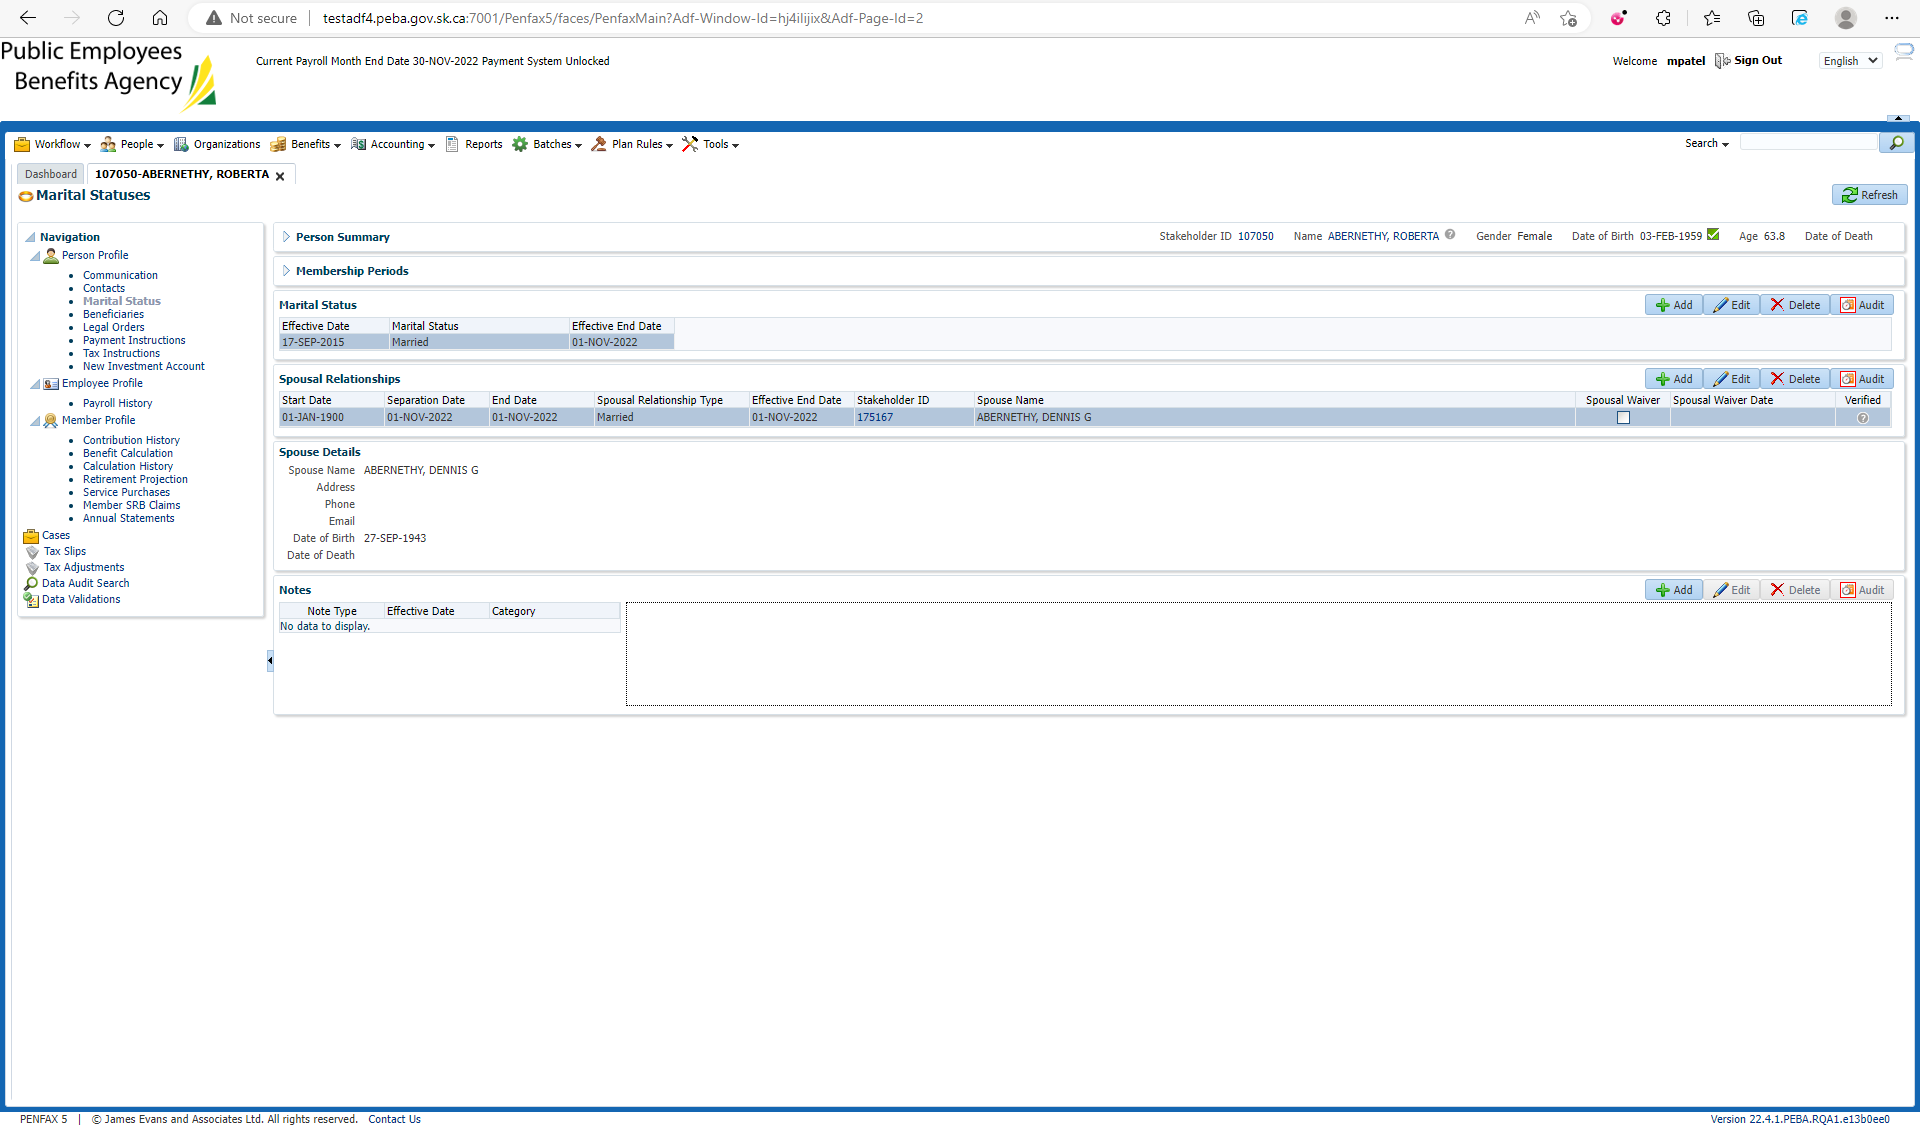 Not secure | testadf4.peba.gov.sk.ca:7001/Penfax5/faces/PenfaxMain?Adf-Window-Id=hj4ilijix&Adf-Page-Id=2
Public Employees
Benefits Agency
Current Payroll Month End Date 30-NOV-2022 Payment System Unlocked
Welcome mpatel Sign Out English
Workflow People Organizations Benefits Accounting Reports Batches Plan Rules Tools Search
Dashboard 107050-ABERNETHY, ROBERTA
Marital Statuses Refresh
Navigation
Person Profile
Communication
Contacts
Marital Status
Beneficiaries
Legal Orders
Payment Instructions
Tax Instructions
New Investment Account
Employee Profile
Payroll History
Member Profile
Contribution History
Benefit Calculation
Calculation History
Retirement Projection
Service Purchases
Member SRB Claims
Annual Statements
Cases
Tax Slips
Tax Adjustments
Data Audit Search
Data Validations
Person Summary Stakeholder ID 107050 Name ABERNETHY, ROBERTA Gender Female Date of Birth 03-FEB-1959 Age 63.8 Date of Death
Membership Periods
Marital Status Add Edit Delete Audit
Effective Date Marital Status Effective End Date
17-SEP-2015 Married 01-NOV-2022
Spousal Relationships Add Edit Delete Audit
Start Date Separation Date End Date Spousal Relationship Type Effective End Date Stakeholder ID Spouse Name Spousal Waiver Spousal Waiver Date Verified
01-JAN-1900 01-NOV-2022 01-NOV-2022 Married 01-NOV-2022 175167 ABERNETHY, DENNIS G
Spouse Details
Spouse Name ABERNETHY, DENNIS G
Address
Phone
Email
Date of Birth 27-SEP-1943
Date of Death
Notes Add Edit Delete Audit
Note Type Effective Date Category
No data to display.
PENFAX 5 | © James Evans and Associates Ltd. All rights reserved. Contact Us Version 22.4.1.PEBA.RQA1.e13b0ee0